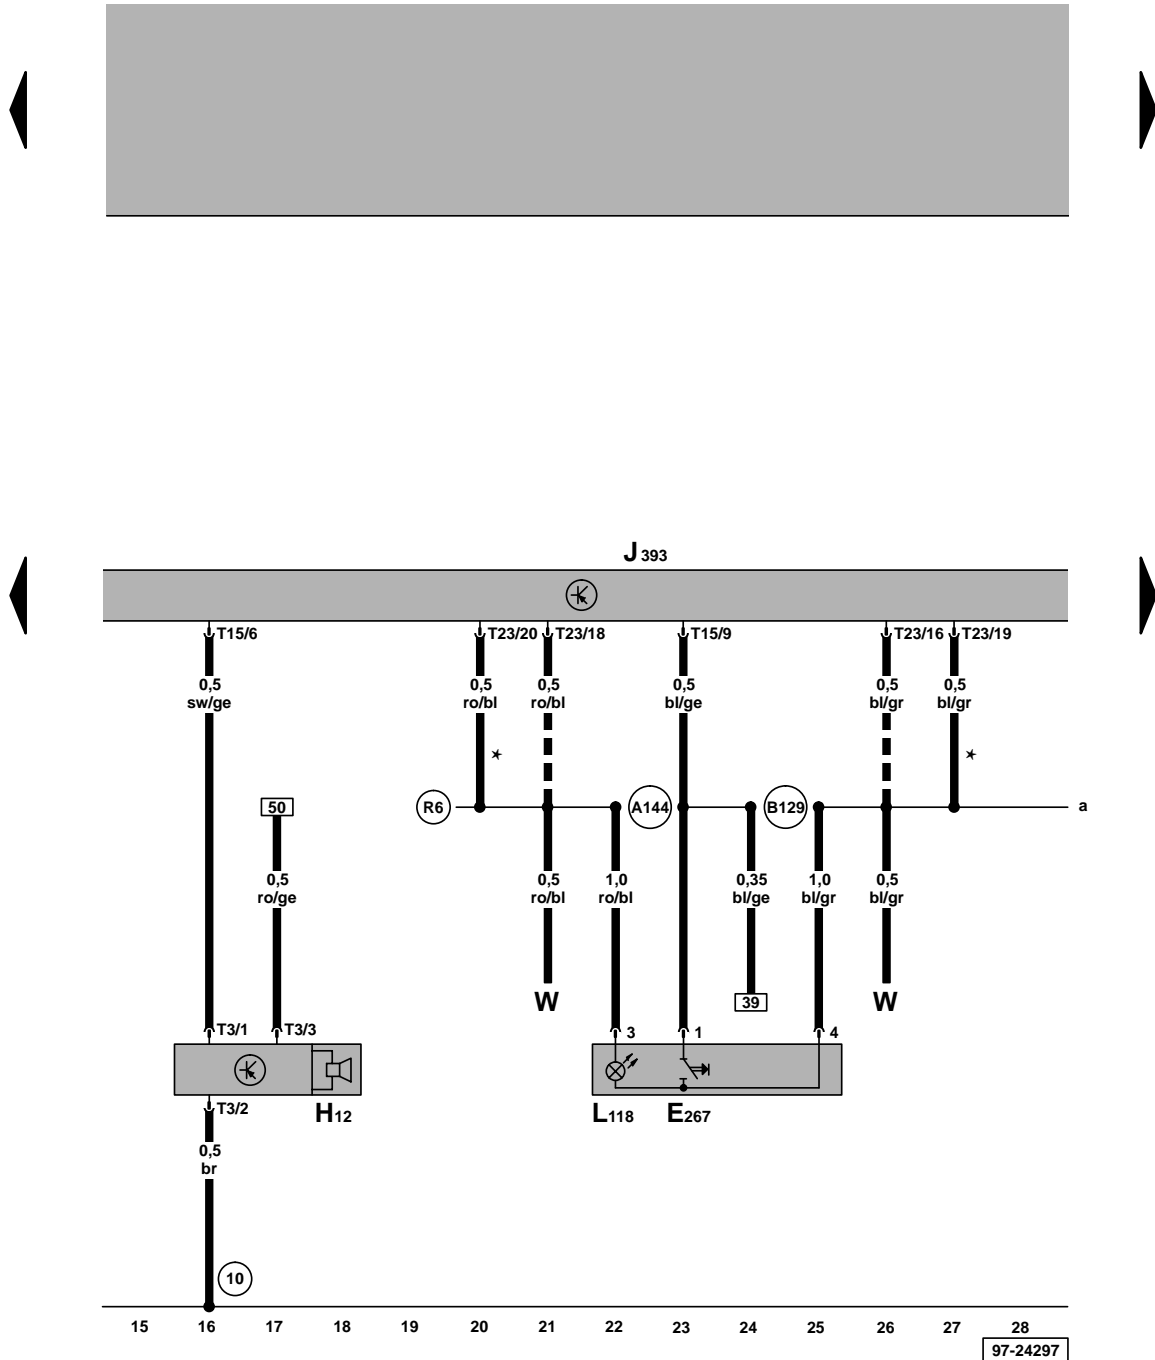 J 393
T15/6 T23/20 T23/18 T15/9 T23/16 T23/19
0,5 0,5 0,5 0,5 0,5 0,5
sw/ge ro/bl ro/bl bl/ge bl/gr bl/gr
* *
50 R6 A144 B129 a
0,5 0,5 1,0 0,35 1,0 0,5
ro/ge ro/bl ro/bl bl/ge bl/gr bl/gr
W 39 W
T3/1 T3/3 3 1 4
T3/2 H12 L118 E267
0,5
br
10
15 16 17 18 19 20 21 22 23 24 25 26 27 28
97-24297